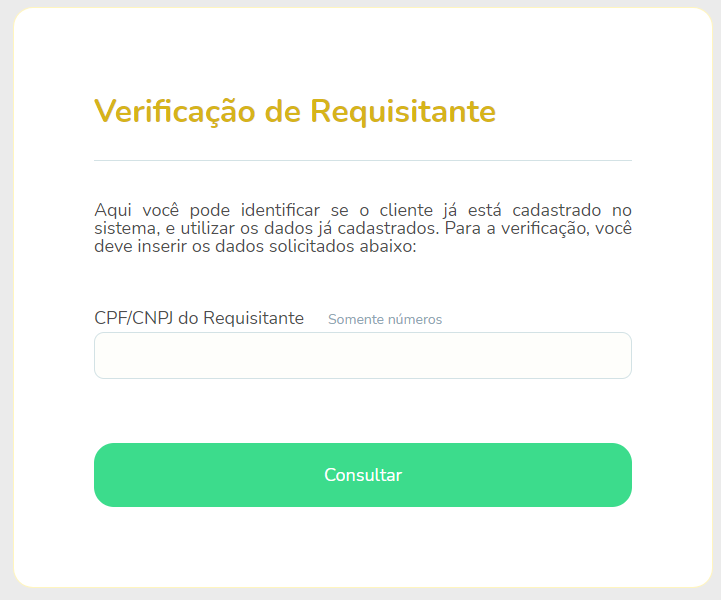 Verificação de Requisitante
Aqui você pode identificar se o cliente já está cadastrado no
sistema, e utilizar os dados já cadastrados. Para a verificação, você
deve inserir os dados solicitados abaixo:
CPF/CNPJ do Requisitante Somente números
Consultar